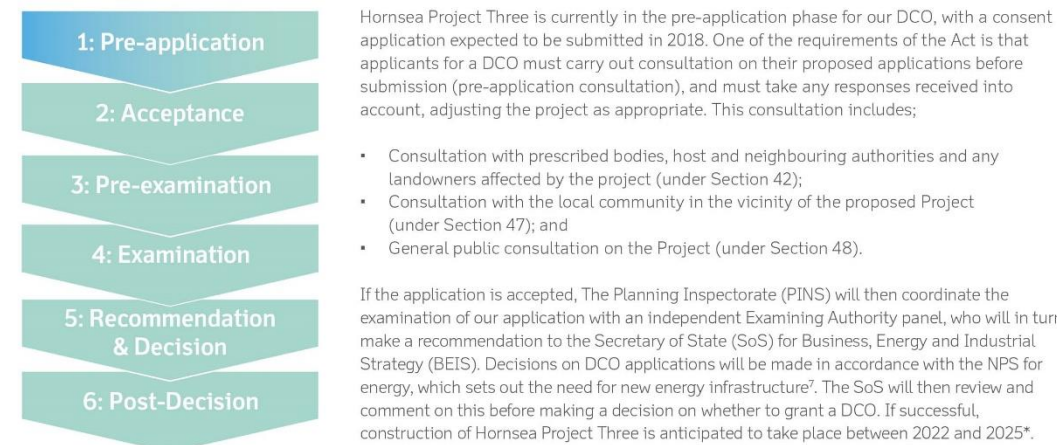 1: Pre-application
2: Acceptance
3: Pre-examination
4: Examination
5: Recommendation
& Decision
6: Post-Decision
Hornsea Project Three is currently in the pre-application phase for our DCO, with a consent
application expected to be submitted in 2018. One of the requirements of the Act is that
applicants for a DCO must carry out consultation on their proposed applications before
submission (pre-application consultation), and must take any responses received into
account, adjusting the project as appropriate. This consultation includes;
• Consultation with prescribed bodies, host and neighbouring authorities and any
landowners affected by the project (under Section 42);
• Consultation with the local community in the vicinity of the proposed Project
(under Section 47); and
• General public consultation on the Project (under Section 48).
If the application is accepted, The Planning Inspectorate (PINS) will then coordinate the
examination of our application with an independent Examining Authority panel, who will in turn
make a recommendation to the Secretary of State (SoS) for Business, Energy and Industrial
Strategy (BEIS). Decisions on DCO applications will be made in accordance with the NPS for
energy, which sets out the need for new energy infrastructure⁷. The SoS will then review and
comment on this before making a decision on whether to grant a DCO. If successful,
construction of Hornsea Project Three is anticipated to take place between 2022 and 2025*.